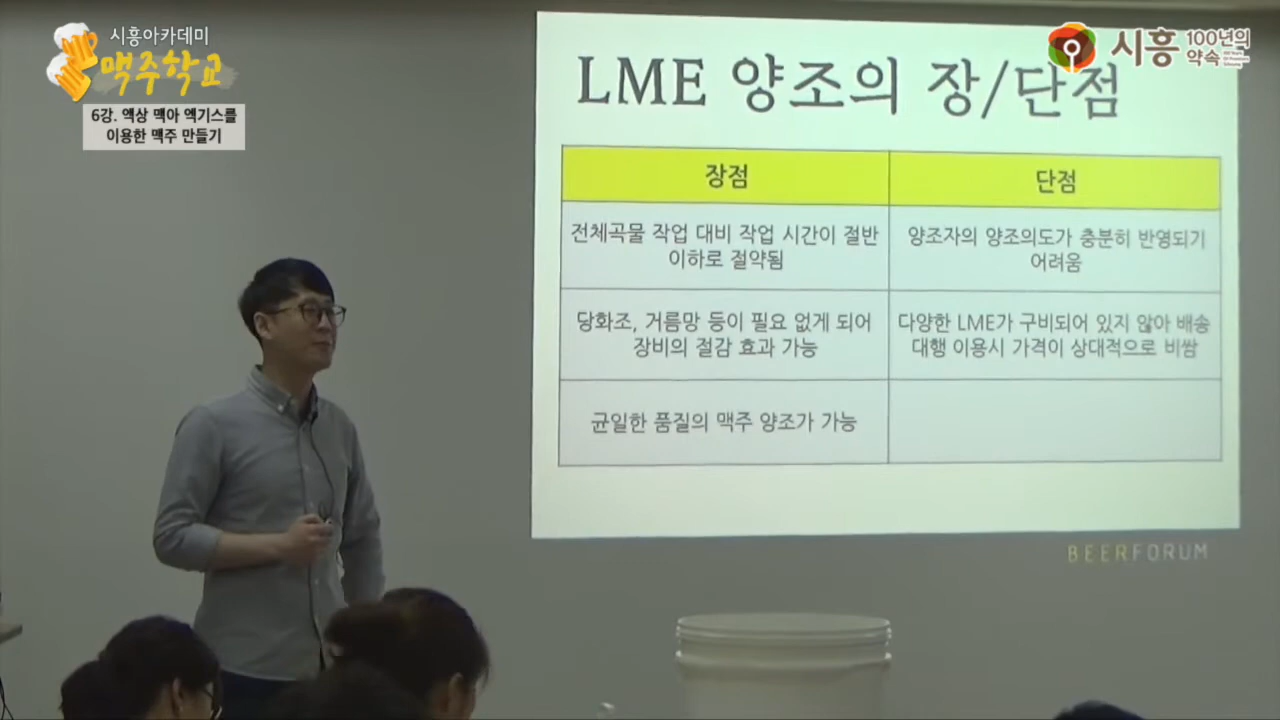 시흥아카데미
맥주학교
6강. 액상 맥아 엑기스를
이용한 맥주 만들기
시흥 100년의
약속
LME 양조의 장/단점
장점
단점
전체곡물 작업 대비 작업 시간이 절반
이하로 절약됨
양조자의 양조의도가 충분히 반영되기
어려움
당화조, 거름망 등이 필요 없게 되어
장비의 절감 효과 가능
다양한 LME가 구비되어 있지 않아 배송
대행 이용시 가격이 상대적으로 비쌈
균일한 품질의 맥주 양조가 가능
BEERFORUM